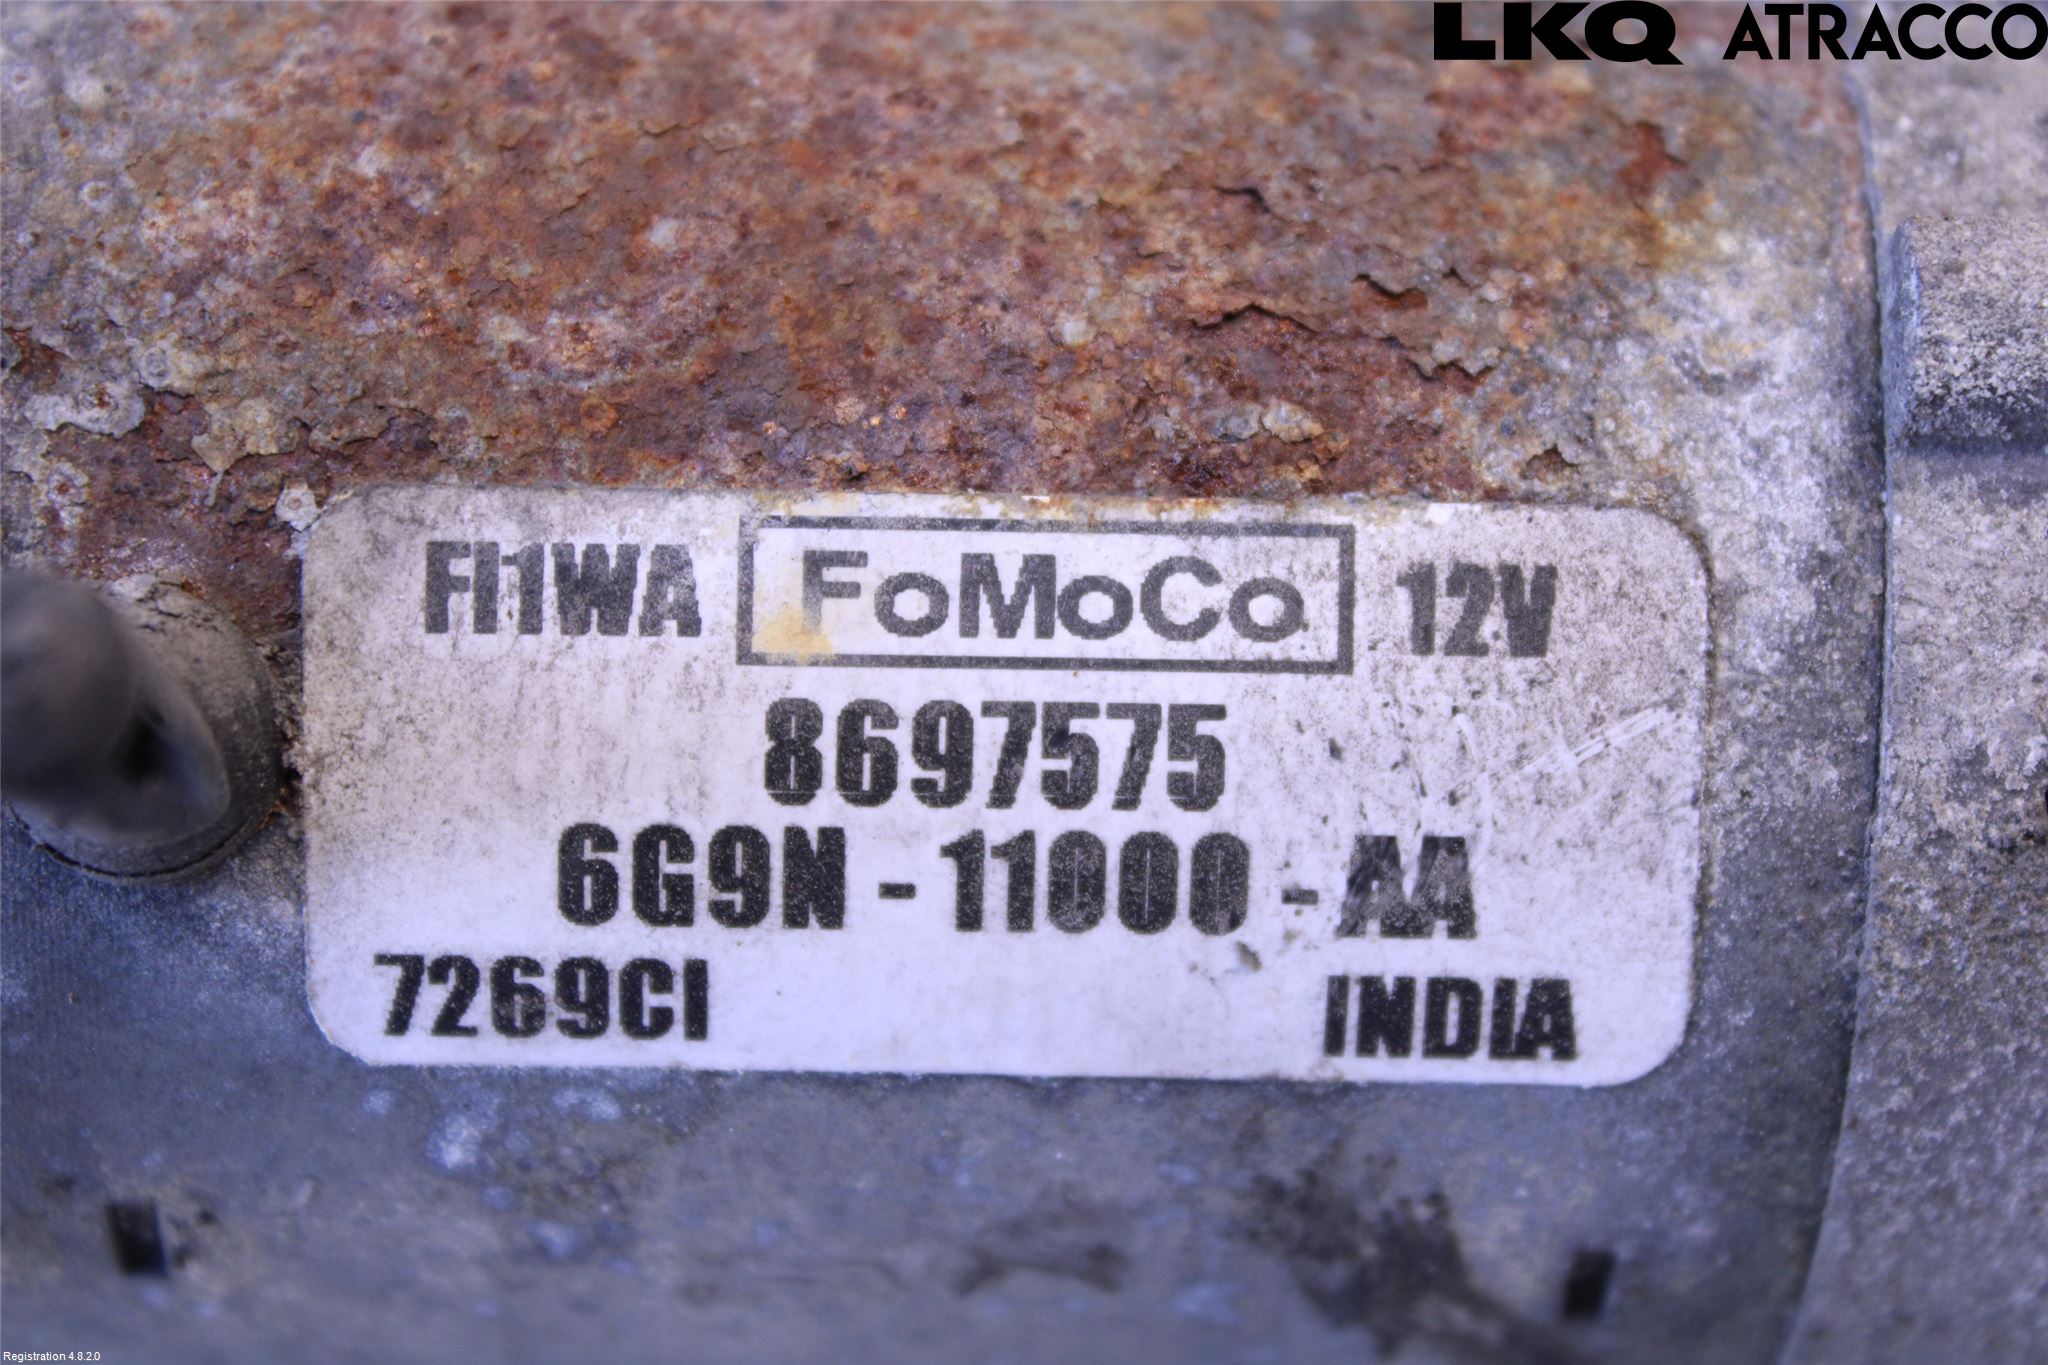 LKQ ATRACCO
FI1WA FoMoCo 12V
8697575
6G9N-11000-AA
7269CI INDIA
Registration 4.8.2.0